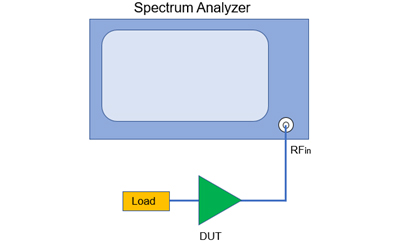 Spectrum Analyzer
RFin
Load
DUT